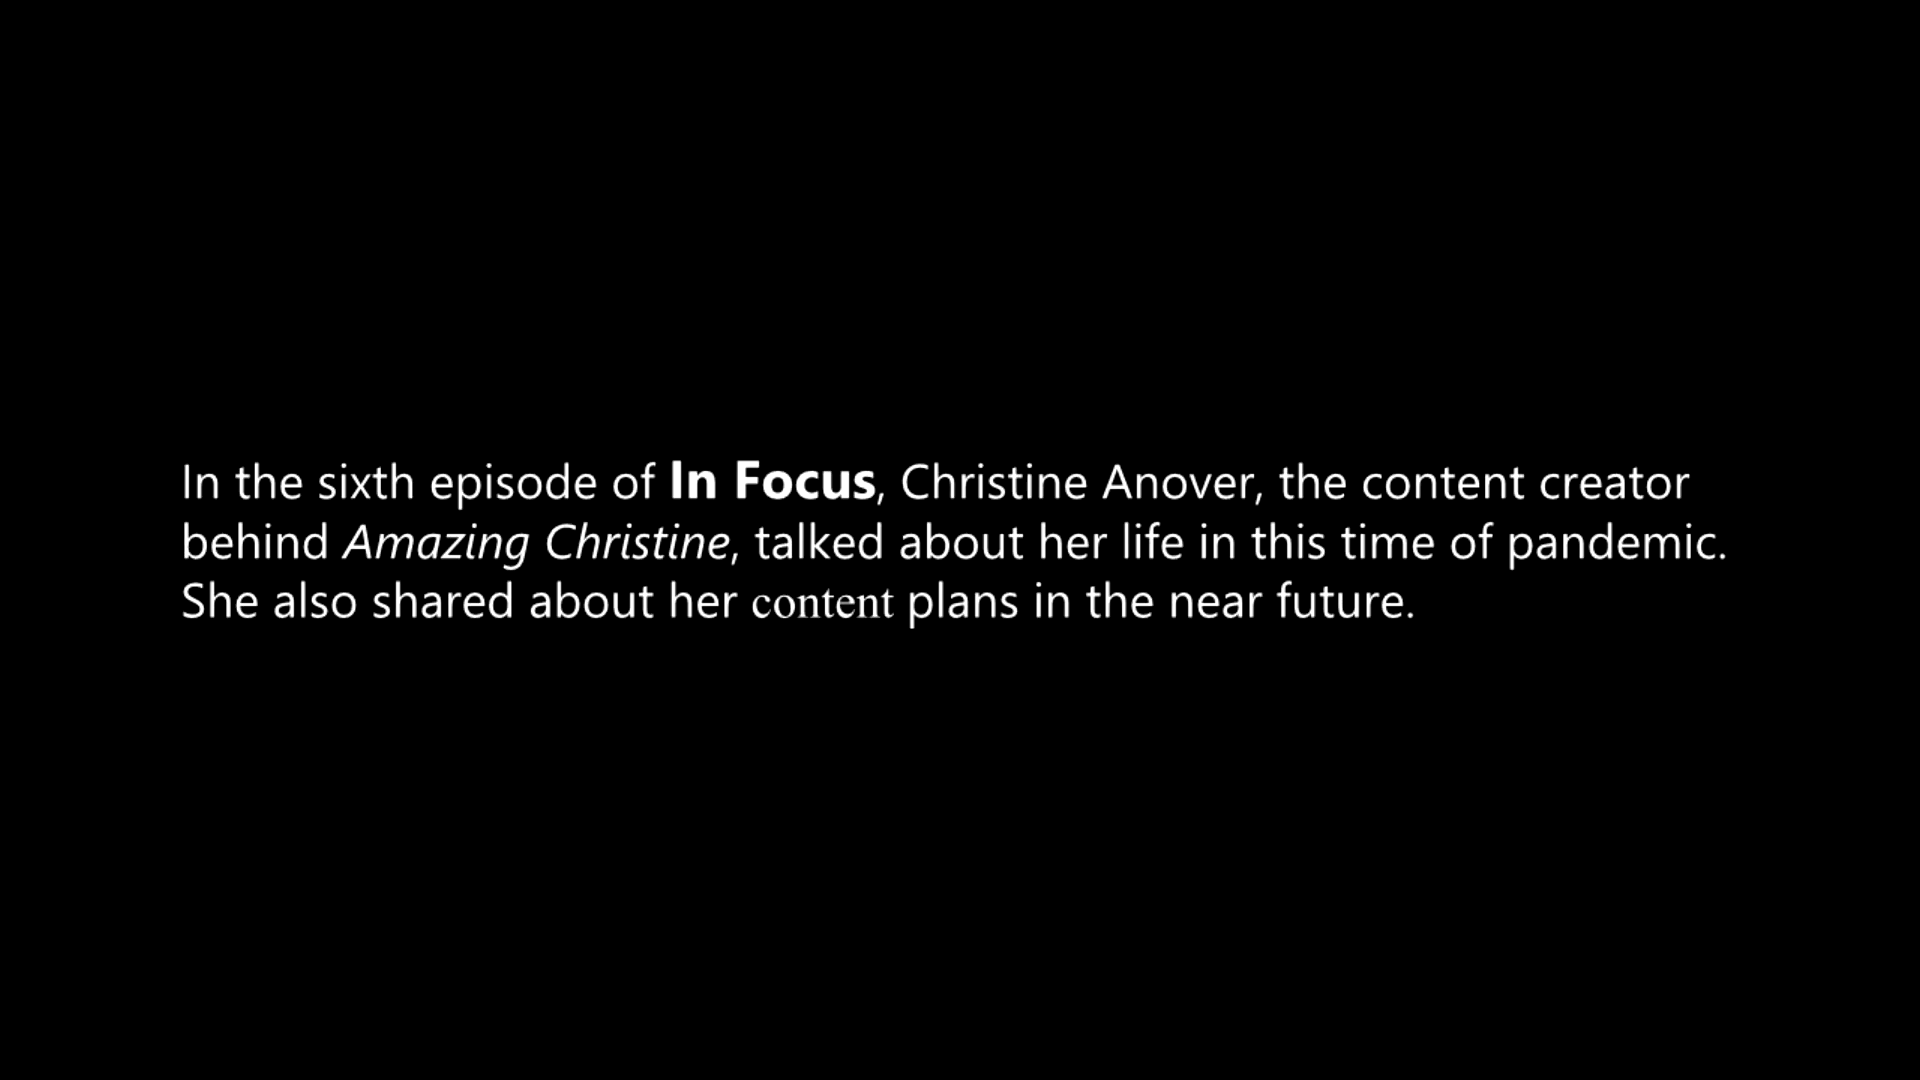 In the sixth episode of In Focus, Christine Anover, the content creator
behind Amazing Christine, talked about her life in this time of pandemic.
She also shared about her content plans in the near future.